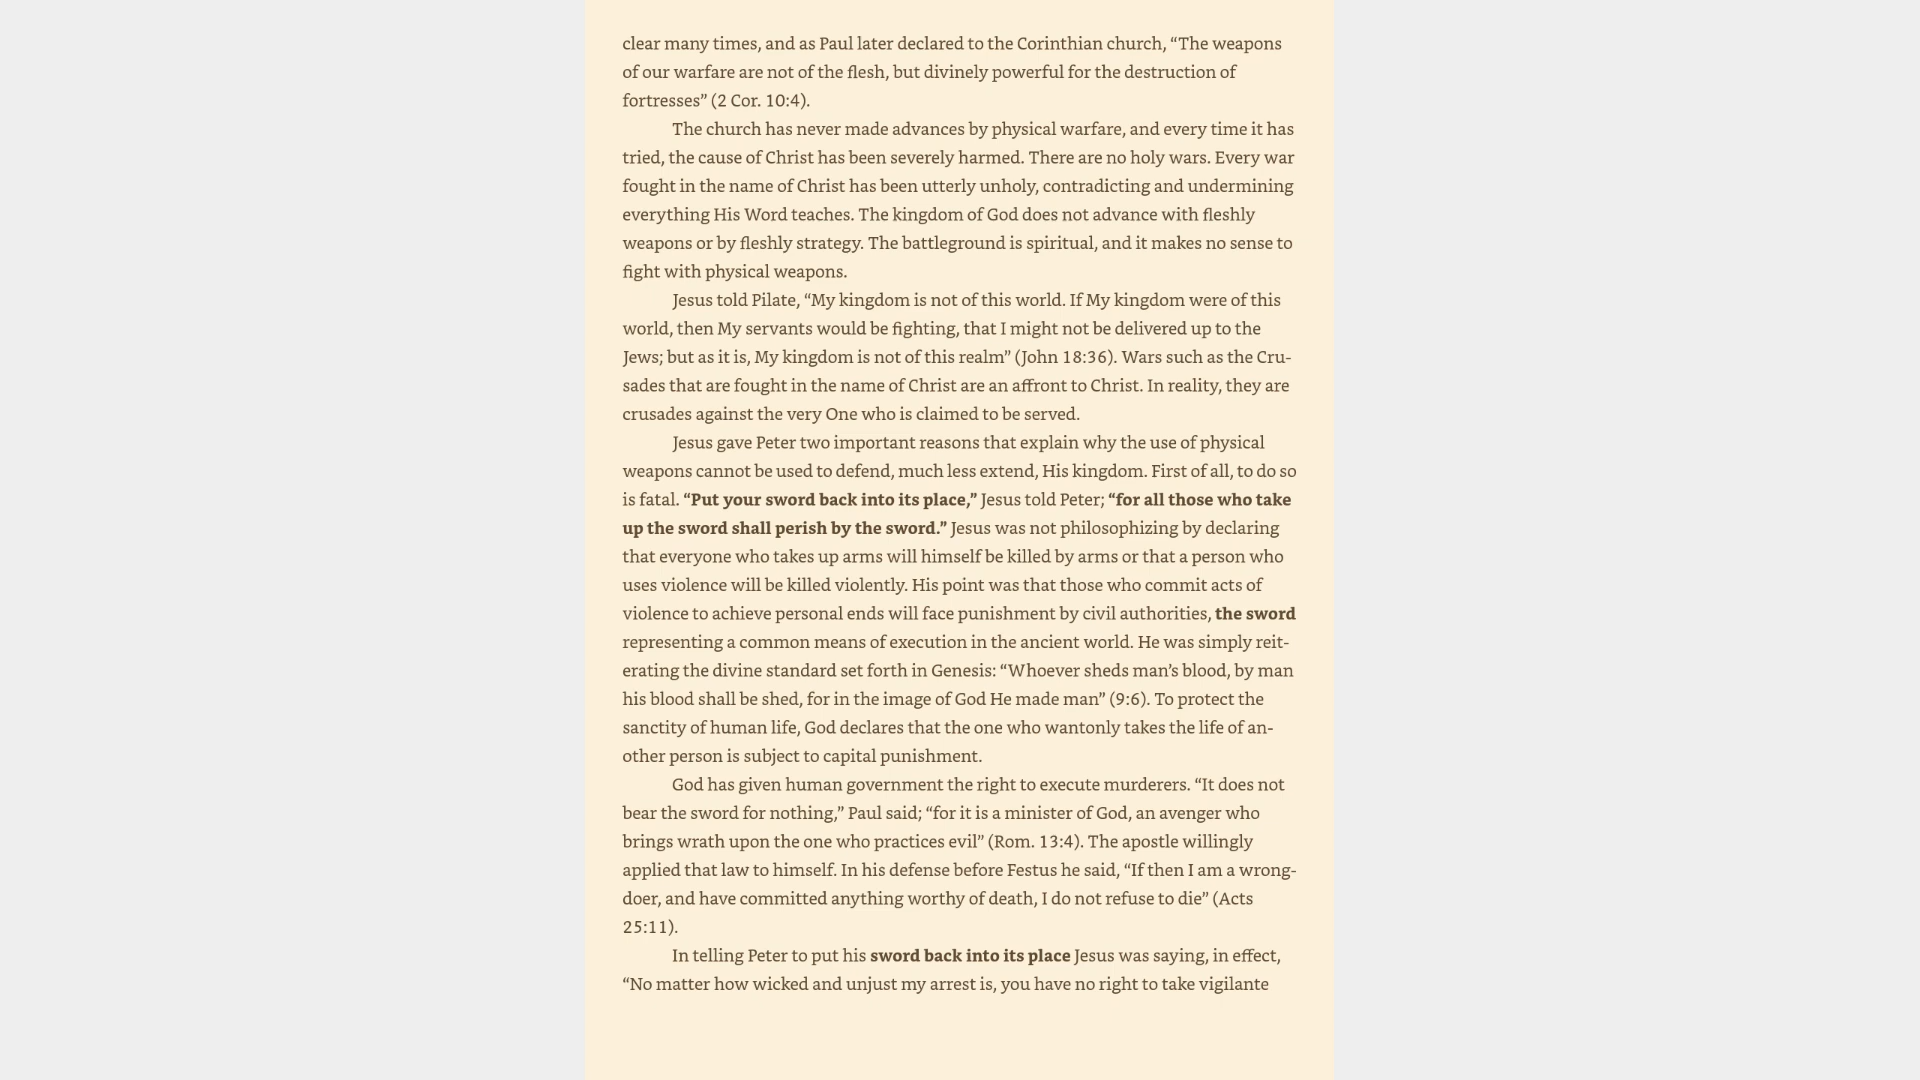 clear many times, and as Paul later declared to the Corinthian church, “The weapons
of our warfare are not of the flesh, but divinely powerful for the destruction of
fortresses” (2 Cor. 10:4).
The church has never made advances by physical warfare, and every time it has
tried, the cause of Christ has been severely harmed. There are no holy wars. Every war
fought in the name of Christ has been utterly unholy, contradicting and undermining
everything His Word teaches. The kingdom of God does not advance with fleshly
weapons or by fleshly strategy. The battleground is spiritual, and it makes no sense to
fight with physical weapons.
Jesus told Pilate, “My kingdom is not of this world. If My kingdom were of this
world, then My servants would be fighting, that I might not be delivered up to the
Jews; but as it is, My kingdom is not of this realm” (John 18:36). Wars such as the Cru-
sades that are fought in the name of Christ are an affront to Christ. In reality, they are
crusades against the very One who is claimed to be served.
Jesus gave Peter two important reasons that explain why the use of physical
weapons cannot be used to defend, much less extend, His kingdom. First of all, to do so
is fatal. “Put your sword back into its place,” Jesus told Peter; “for all those who take
up the sword shall perish by the sword.” Jesus was not philosophizing by declaring
that everyone who takes up arms will himself be killed by arms or that a person who
uses violence will be killed violently. His point was that those who commit acts of
violence to achieve personal ends will face punishment by civil authorities, the sword
representing a common means of execution in the ancient world. He was simply reit-
erating the divine standard set forth in Genesis: “Whoever sheds man’s blood, by man
his blood shall be shed, for in the image of God He made man” (9:6). To protect the
sanctity of human life, God declares that the one who wantonly takes the life of an-
other person is subject to capital punishment.
God has given human government the right to execute murderers. “It does not
bear the sword for nothing,” Paul said; “for it is a minister of God, an avenger who
brings wrath upon the one who practices evil” (Rom. 13:4). The apostle willingly
applied that law to himself. In his defense before Festus he said, “If then I am a wrong-
doer, and have committed anything worthy of death, I do not refuse to die” (Acts
25:11).
In telling Peter to put his sword back into its place Jesus was saying, in effect,
“No matter how wicked and unjust my arrest is, you have no right to take vigilante